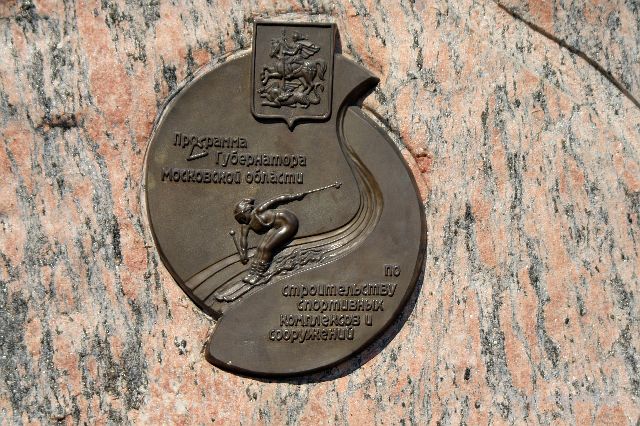 Программа
Губернатора
Московской области
по
строительству
спортивных
комплексов и
сооружений